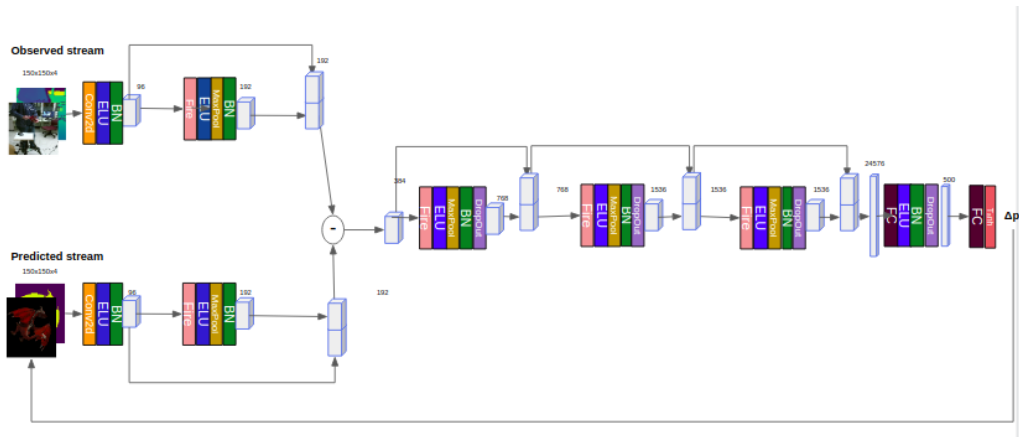 Observed stream
150x150x4
Conv2d
ELU
BN
96
Fire
ELU
MaxPool
BN
192
192
-
384
Fire
ELU
MaxPool
BN
DropOut
768
768
Fire
ELU
MaxPool
BN
DropOut
1536
1536
Fire
ELU
MaxPool
BN
DropOut
1536
24576
FC
ELU
DropOut
500
FC
Tanh
Δp
Predicted stream
150x150x4
Conv2d
ELU
BN
96
Fire
ELU
MaxPool
BN
192
192